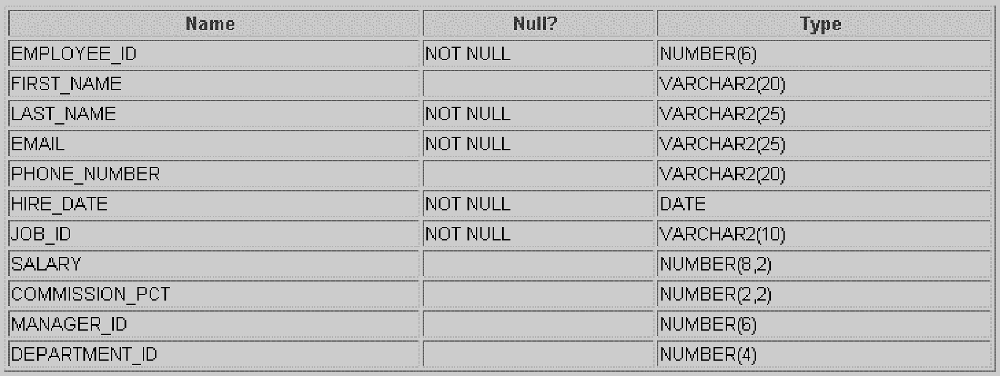 Name Null? Type
EMPLOYEE_ID NOT NULL NUMBER(6)
FIRST_NAME VARCHAR2(20)
LAST_NAME NOT NULL VARCHAR2(25)
EMAIL NOT NULL VARCHAR2(25)
PHONE_NUMBER VARCHAR2(20)
HIRE_DATE NOT NULL DATE
JOB_ID NOT NULL VARCHAR2(10)
SALARY NUMBER(8,2)
COMMISSION_PCT NUMBER(2,2)
MANAGER_ID NUMBER(6)
DEPARTMENT_ID NUMBER(4)